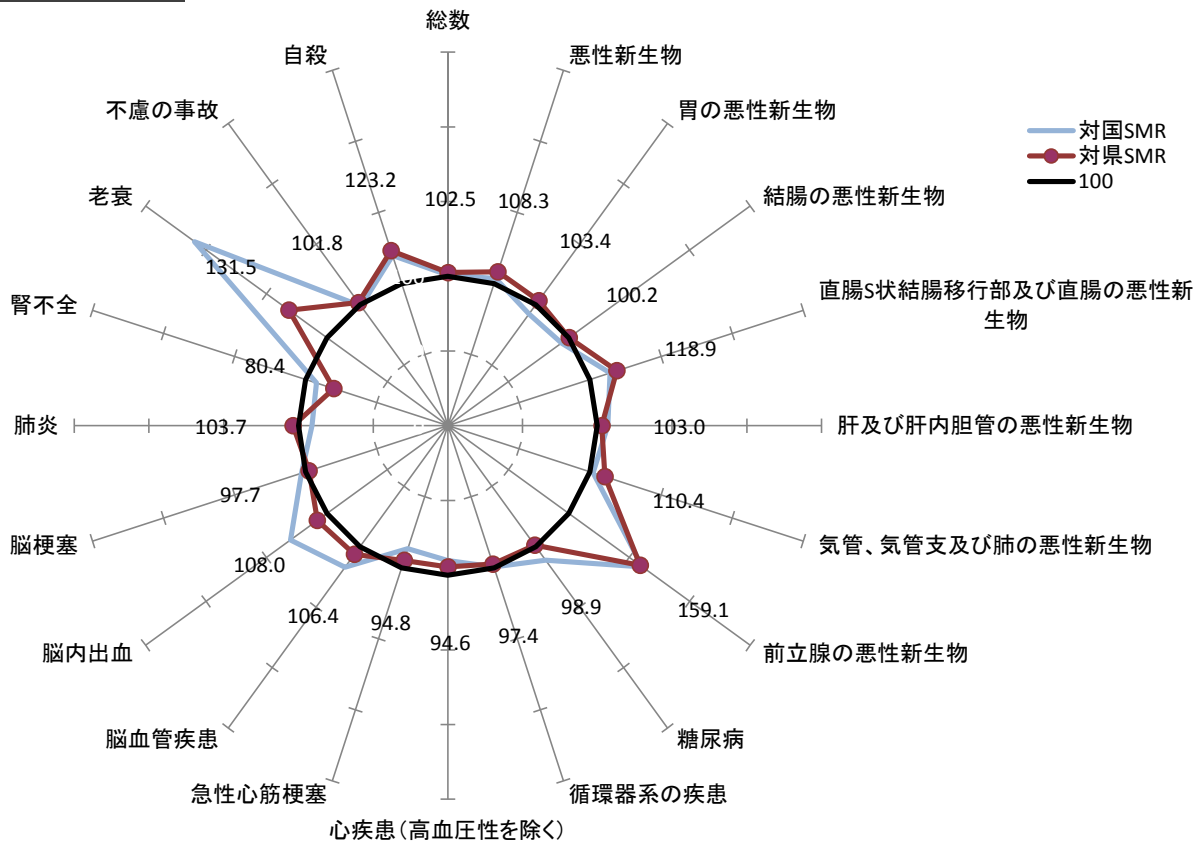 総数
自殺
悪性新生物
不慮の事故
胃の悪性新生物
対国SMR
対県SMR
100
老衰
結腸の悪性新生物
123.2
102.5
108.3
101.8
103.4
131.5
100.2
腎不全
直腸S状結腸移行部及び直腸の悪性新
生物
80.4
118.9
肺炎
103.7
103.0
肝及び肝内胆管の悪性新生物
97.7
110.4
脳梗塞
気管、気管支及び肺の悪性新生物
108.0
106.4
94.8
94.6
97.4
98.9
159.1
脳内出血
前立腺の悪性新生物
脳血管疾患
糖尿病
急性心筋梗塞
循環器系の疾患
心疾患(高血圧性を除く)